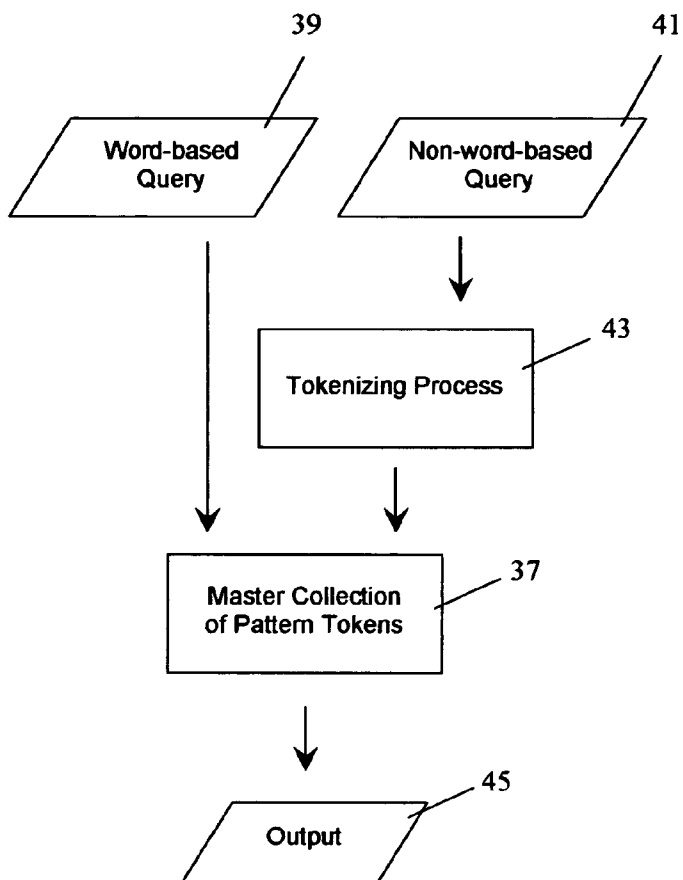 39
41
Word-based
Query
Non-word-based
Query
43
Tokenizing Process
37
Master Collection
of Pattern Tokens
45
Output